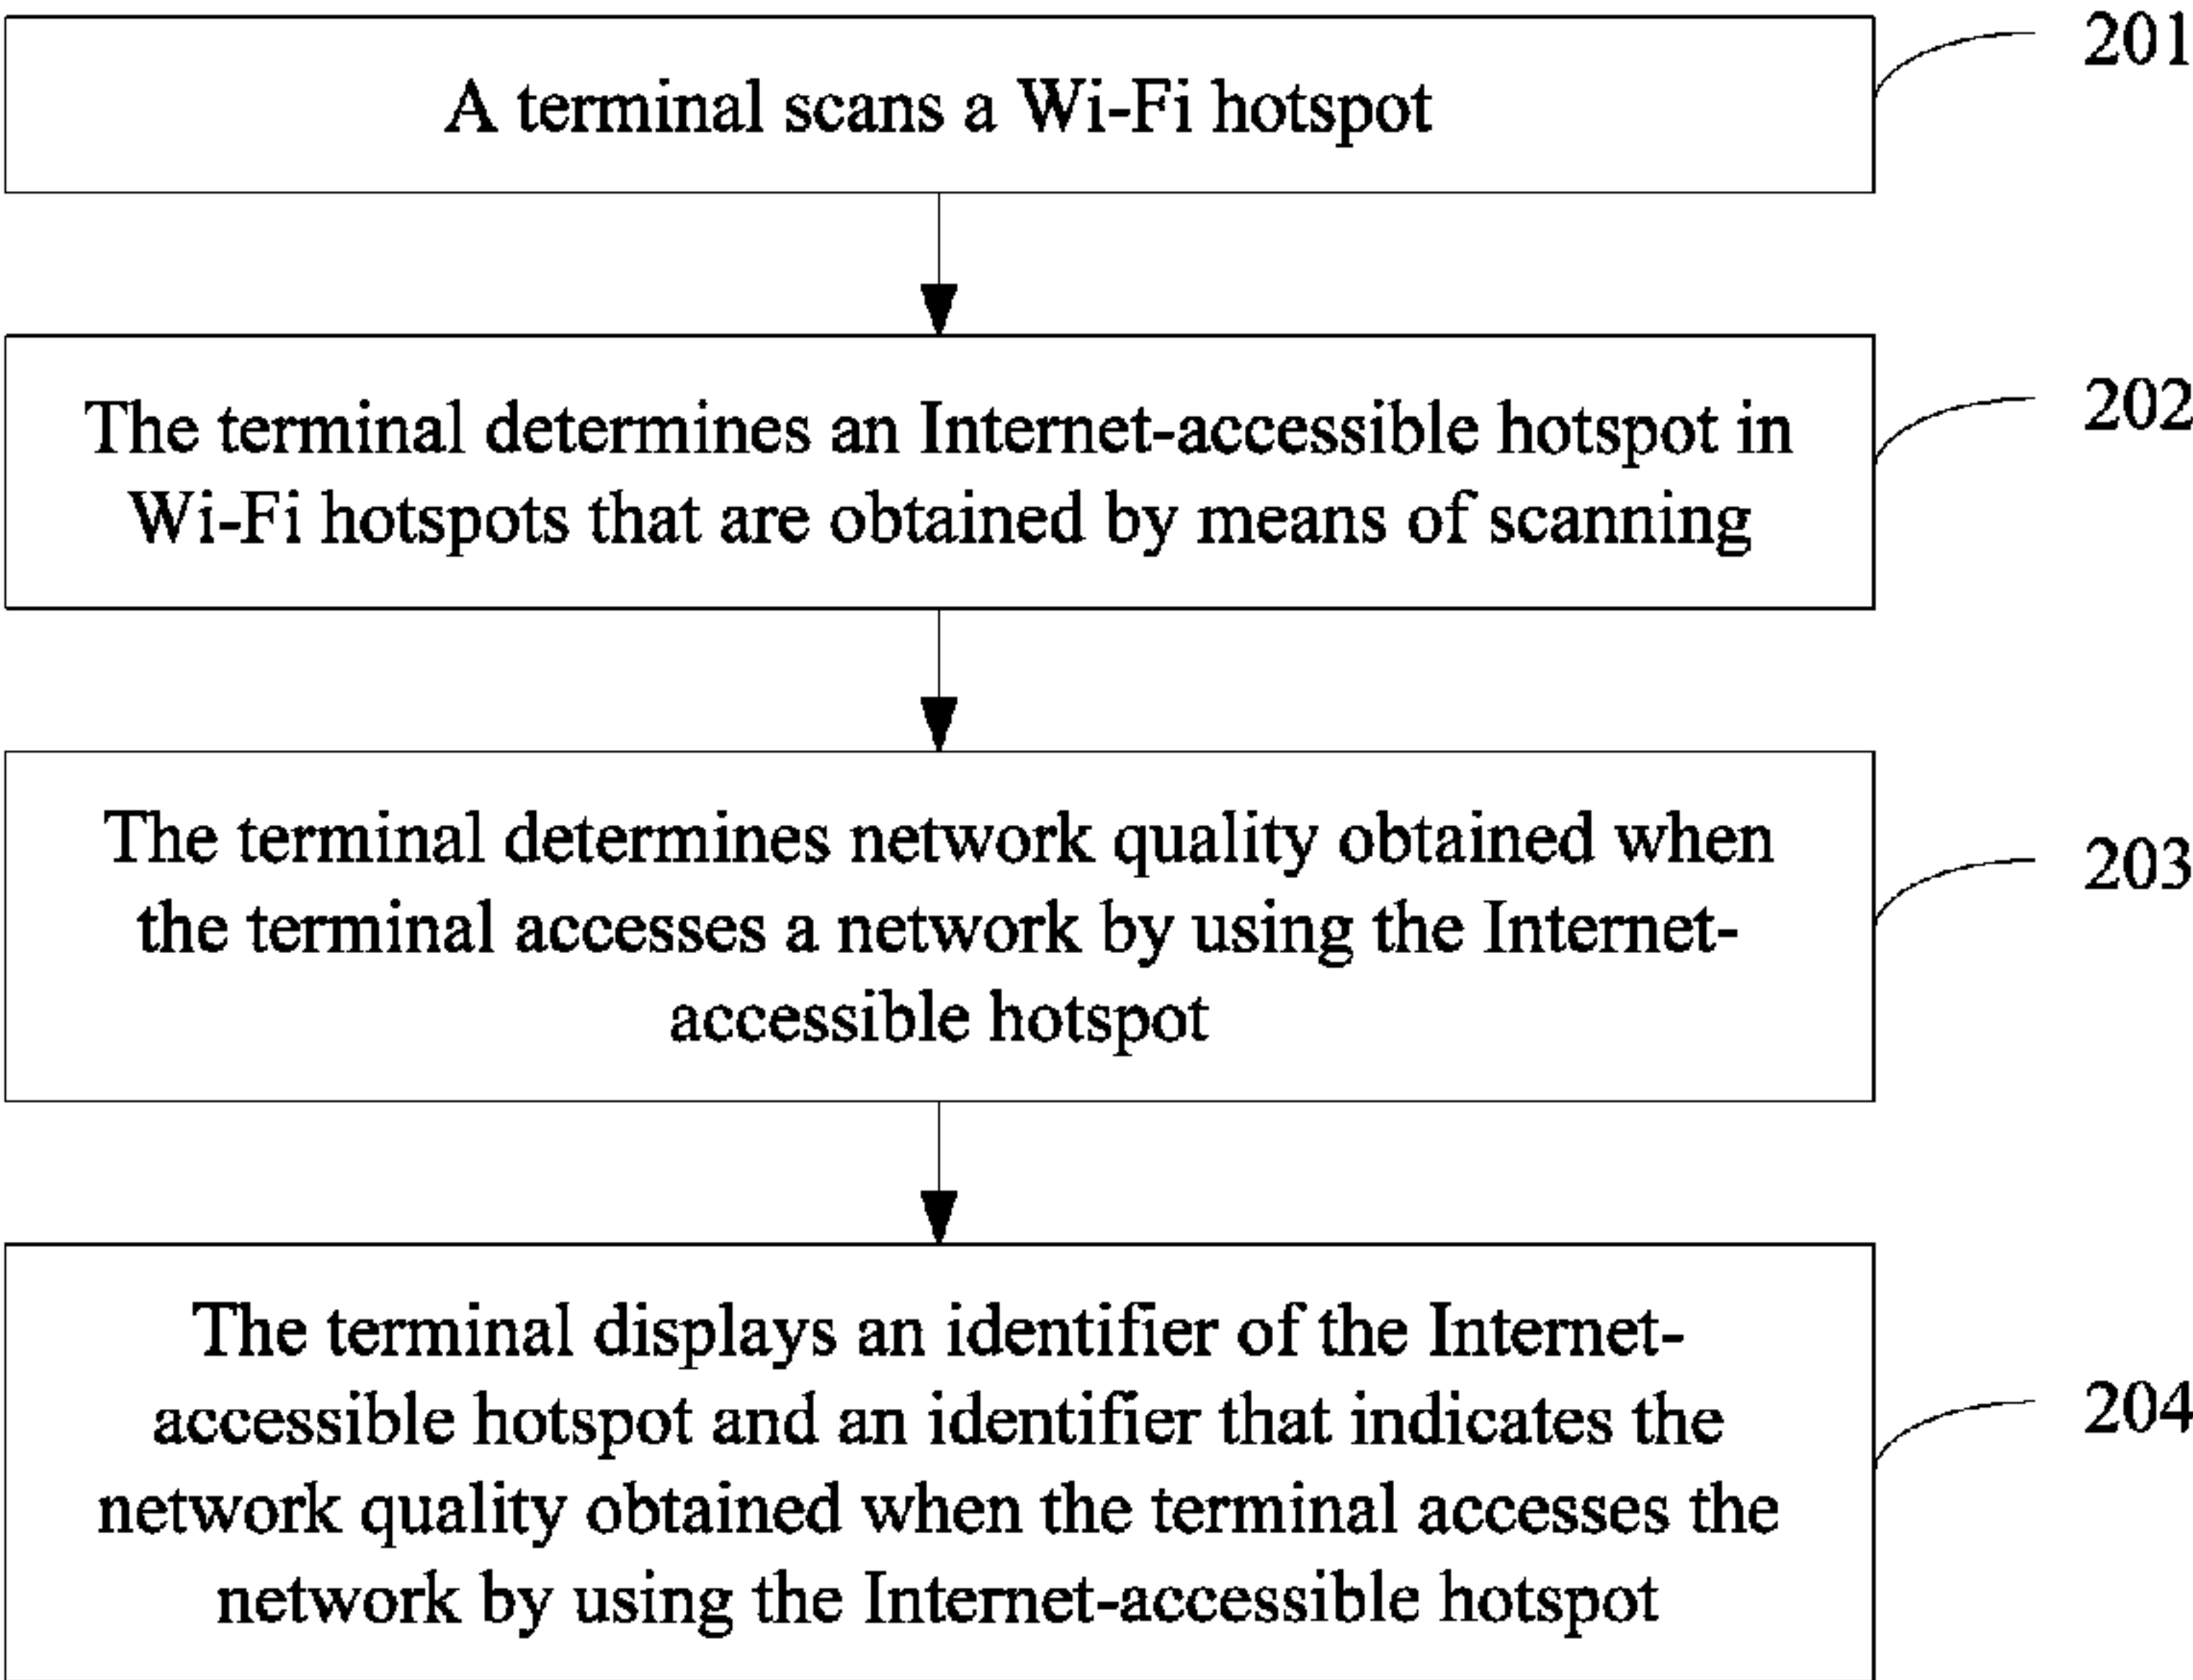 A terminal scans a Wi-Fi hotspot
201
The terminal determines an Internet-accessible hotspot in
Wi-Fi hotspots that are obtained by means of scanning
202
The terminal determines network quality obtained when
the terminal accesses a network by using the Internet-
accessible hotspot
203
The terminal displays an identifier of the Internet-
accessible hotspot and an identifier that indicates the
network quality obtained when the terminal accesses the
network by using the Internet-accessible hotspot
204